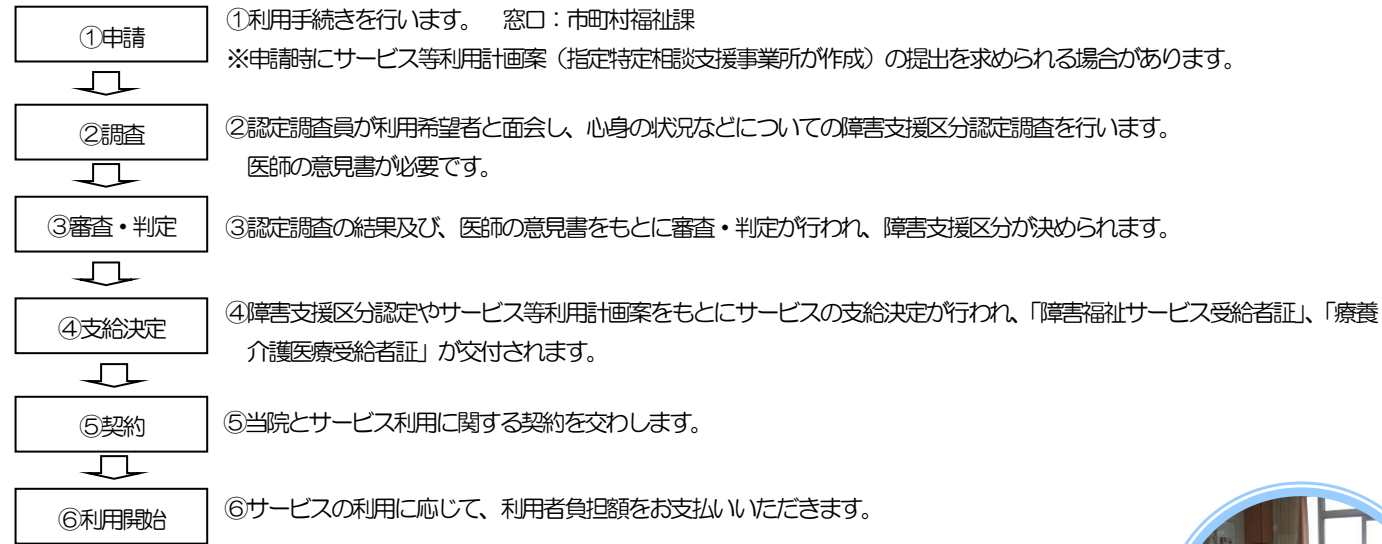 ①申請
①利用手続きを行います。　窓口：市町村福祉課
※申請時にサービス等利用計画案（指定特定相談支援事業所が作成）の提出を求められる場合があります。
②調査
②認定調査員が利用希望者と面会し、心身の状況などについての障害支援区分認定調査を行います。
医師の意見書が必要です。
③審査・判定
③認定調査の結果及び、医師の意見書をもとに審査・判定が行われ、障害支援区分が決められます。
④支給決定
④障害支援区分認定やサービス等利用計画案をもとにサービスの支給決定が行われ、「障害福祉サービス受給者証」、「療養
介護医療受給者証」が交付されます。
⑤契約
⑤当院とサービス利用に関する契約を交わします。
⑥利用開始
⑥サービスの利用に応じて、利用者負担額をお支払いいただきます。